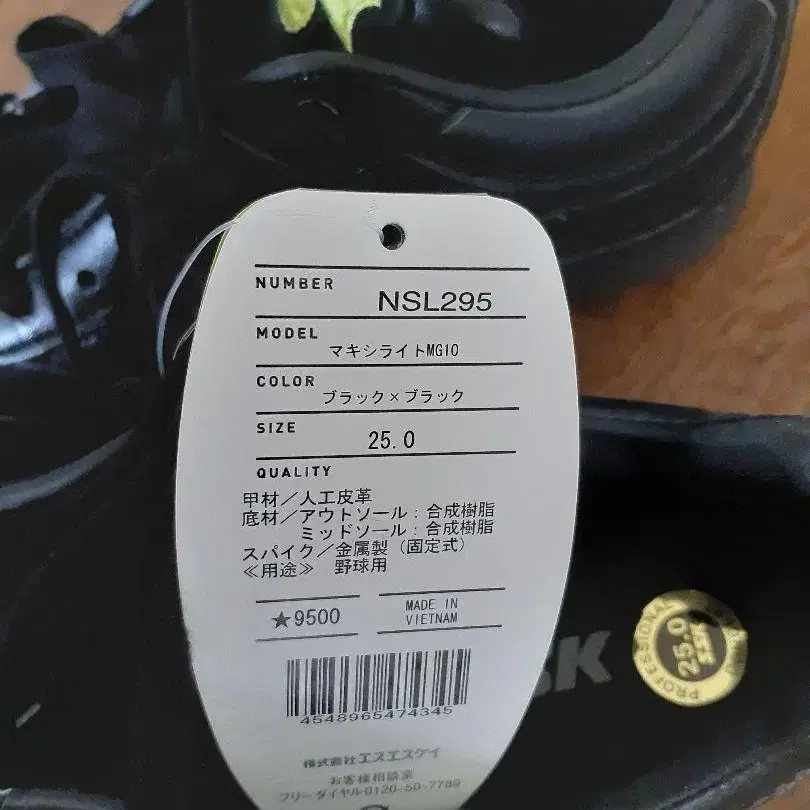 NUMBER
NSL295
MODEL
マキシライトMG10
COLOR
ブラック×ブラック
SIZE
25.0
QUALITY
甲材／人工皮革
底材／アウトソール：合成樹脂
ミッドソール：合成樹脂
スパイク／金属製（固定式）
≪用途≫ 野球用
★9500
MADE IN
VIETNAM
4548965474345
株式会社エスエスケイ
お客様相談室
フリーダイヤル0120-50-7789
SK
PROFESSIONAL
25.0